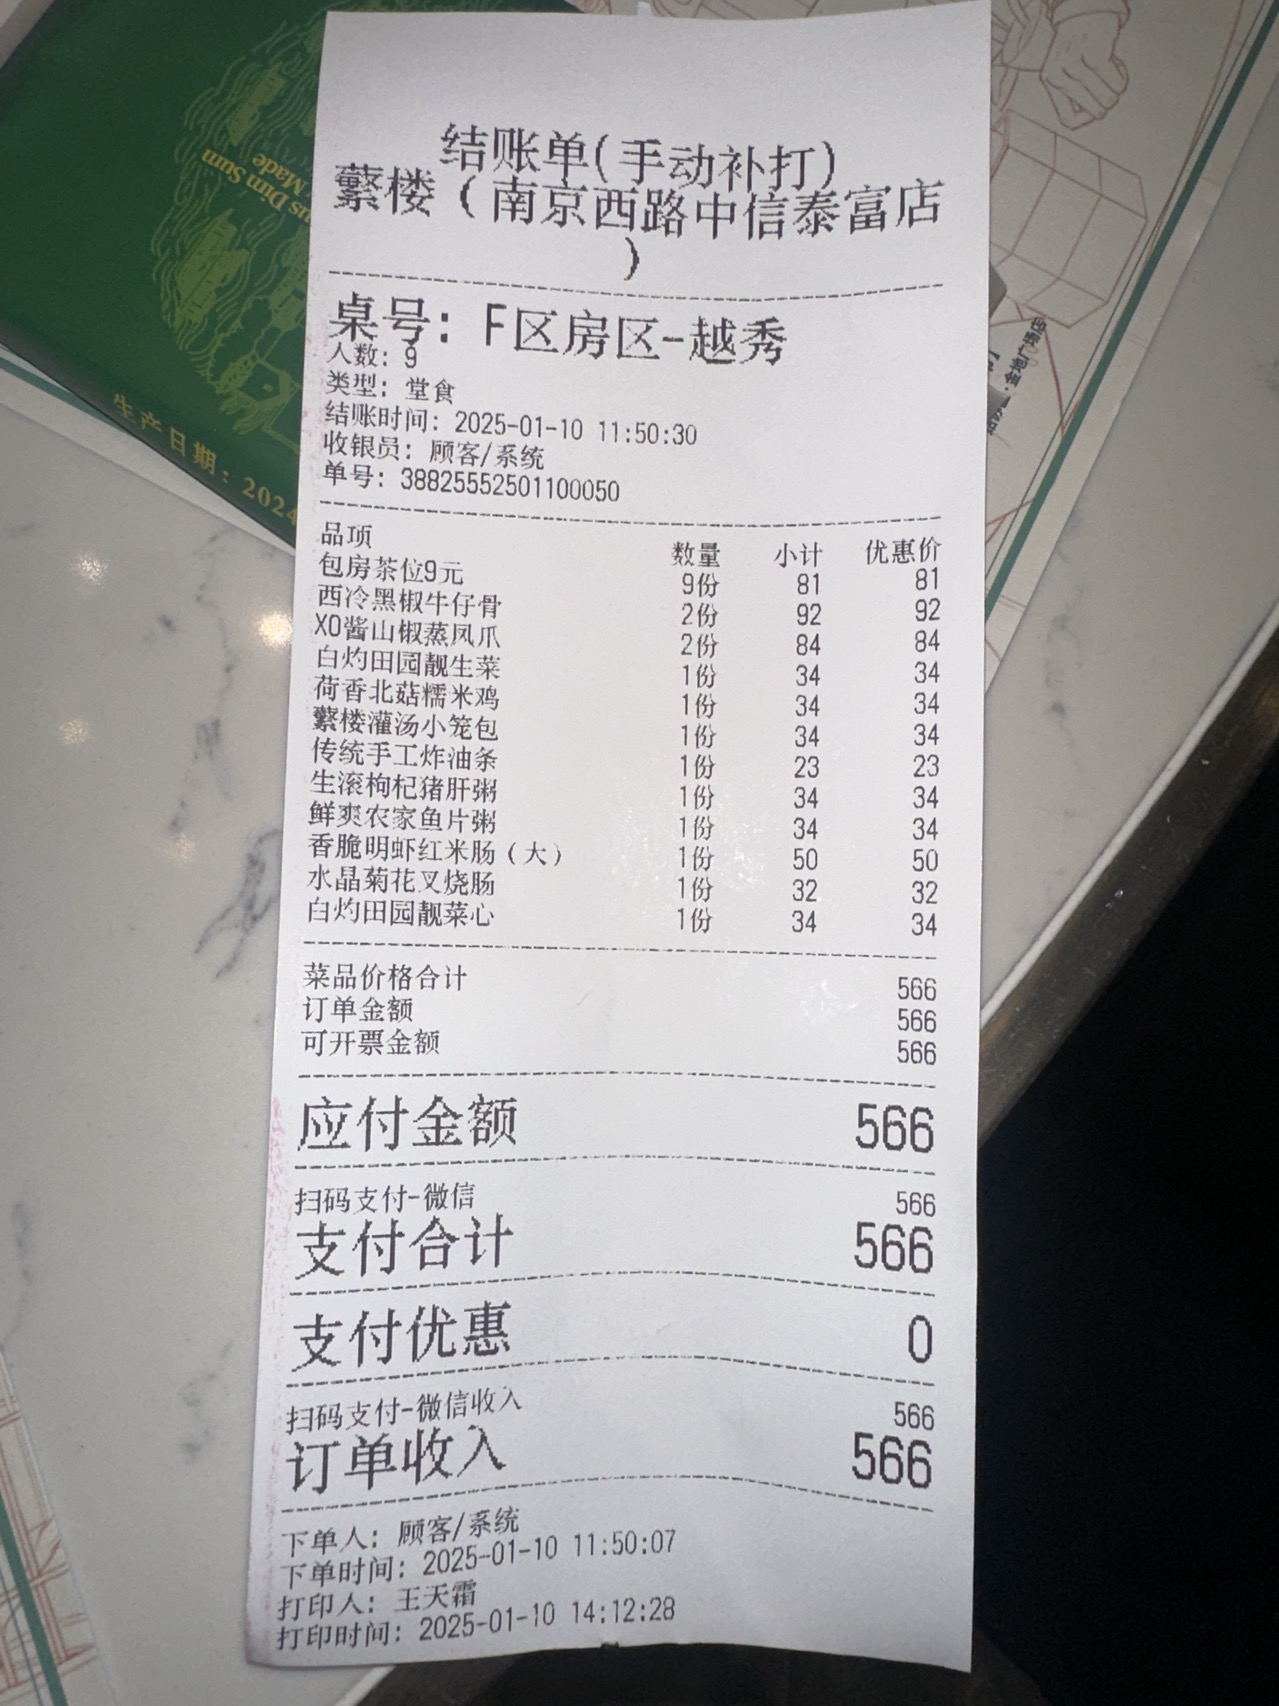 结账单(手动补打)
蘩楼（南京西路中信泰富店
）
桌号: F区房区-越秀
人数: 9
类型: 堂食
结账时间: 2025-01-10 11:50:30
收银员: 顾客/系统
单号: 38825552501100050
品项 数量 小计 优惠价
包房茶位9元 9份 81 81
西冷黑椒牛仔骨 2份 92 92
XO酱山椒蒸凤爪 2份 84 84
白灼田园靓生菜 1份 34 34
荷香北菇糯米鸡 1份 34 34
蘩楼灌汤小笼包 1份 34 34
传统手工炸油条 1份 23 23
生滚枸杞猪肝粥 1份 34 34
鲜爽农家鱼片粥 1份 34 34
香脆明虾红米肠（大） 1份 50 50
水晶菊花叉烧肠 1份 32 32
白灼田园靓菜心 1份 34 34
菜品价格合计 566
订单金额 566
可开票金额 566
应付金额 566
扫码支付-微信 566
支付合计 566
支付优惠 0
扫码支付-微信收入 566
订单收入 566
下单人: 顾客/系统
下单时间: 2025-01-10 11:50:07
打印人: 王天霜
打印时间: 2025-01-10 14:12:28
Dim Sum
Made
生产日期: 2024